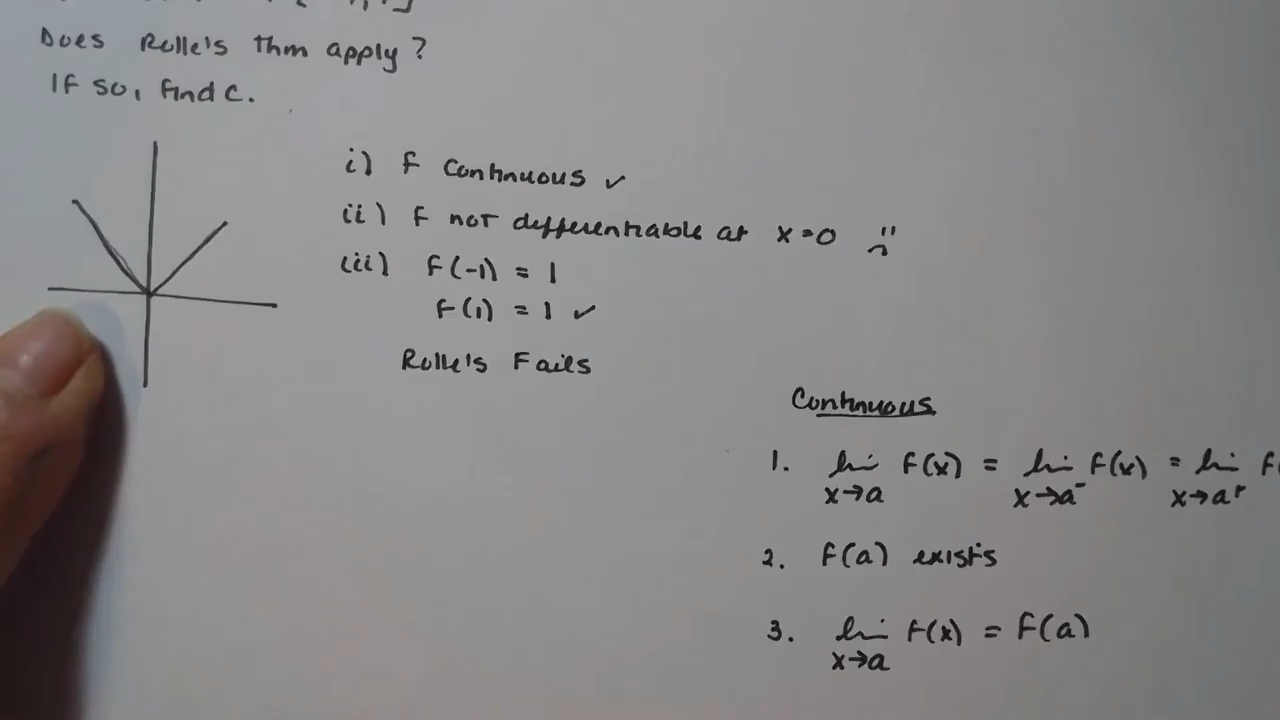 Does Rolle's thm apply?
If so, find c.
i) f continuous ✓
ii) f not differentiable at x=0
iii) f(-1) = 1
f(1) = 1 ✓
Rolle's Fails
Continuous
1. lim f(x) = lim f(x) = lim f
x→a x→a⁻ x→a⁺
2. f(a) exists
3. lim f(x) = f(a)
x→a